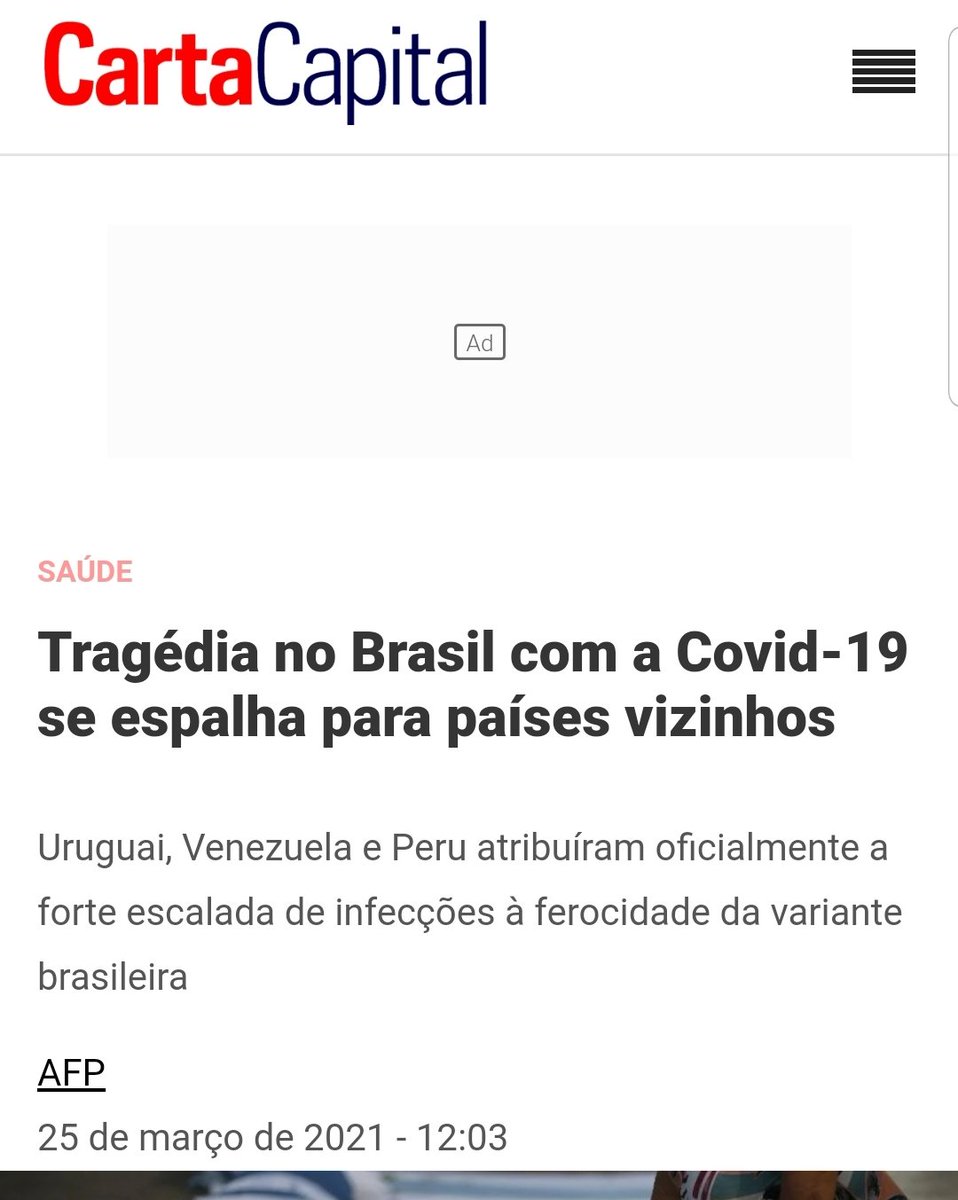 CartaCapital
Ad
SAÚDE
Tragédia no Brasil com a Covid-19
se espalha para países vizinhos
Uruguai, Venezuela e Peru atribuíram oficialmente a
forte escalada de infecções à ferocidade da variante
brasileira
AFP
25 de março de 2021 - 12:03